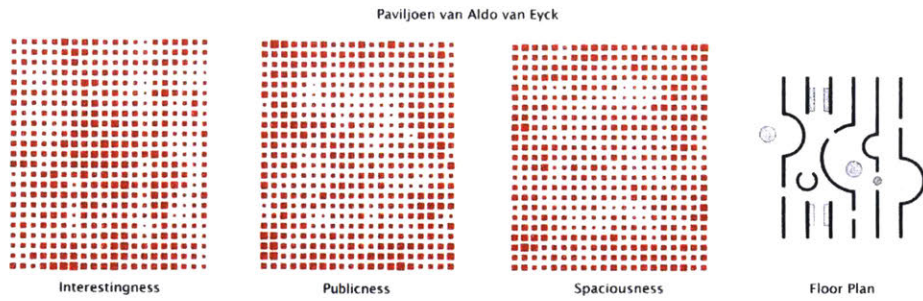 Paviljoen van Aldo van Eyck
Interestingness
Publicness
Spaciousness
Floor Plan